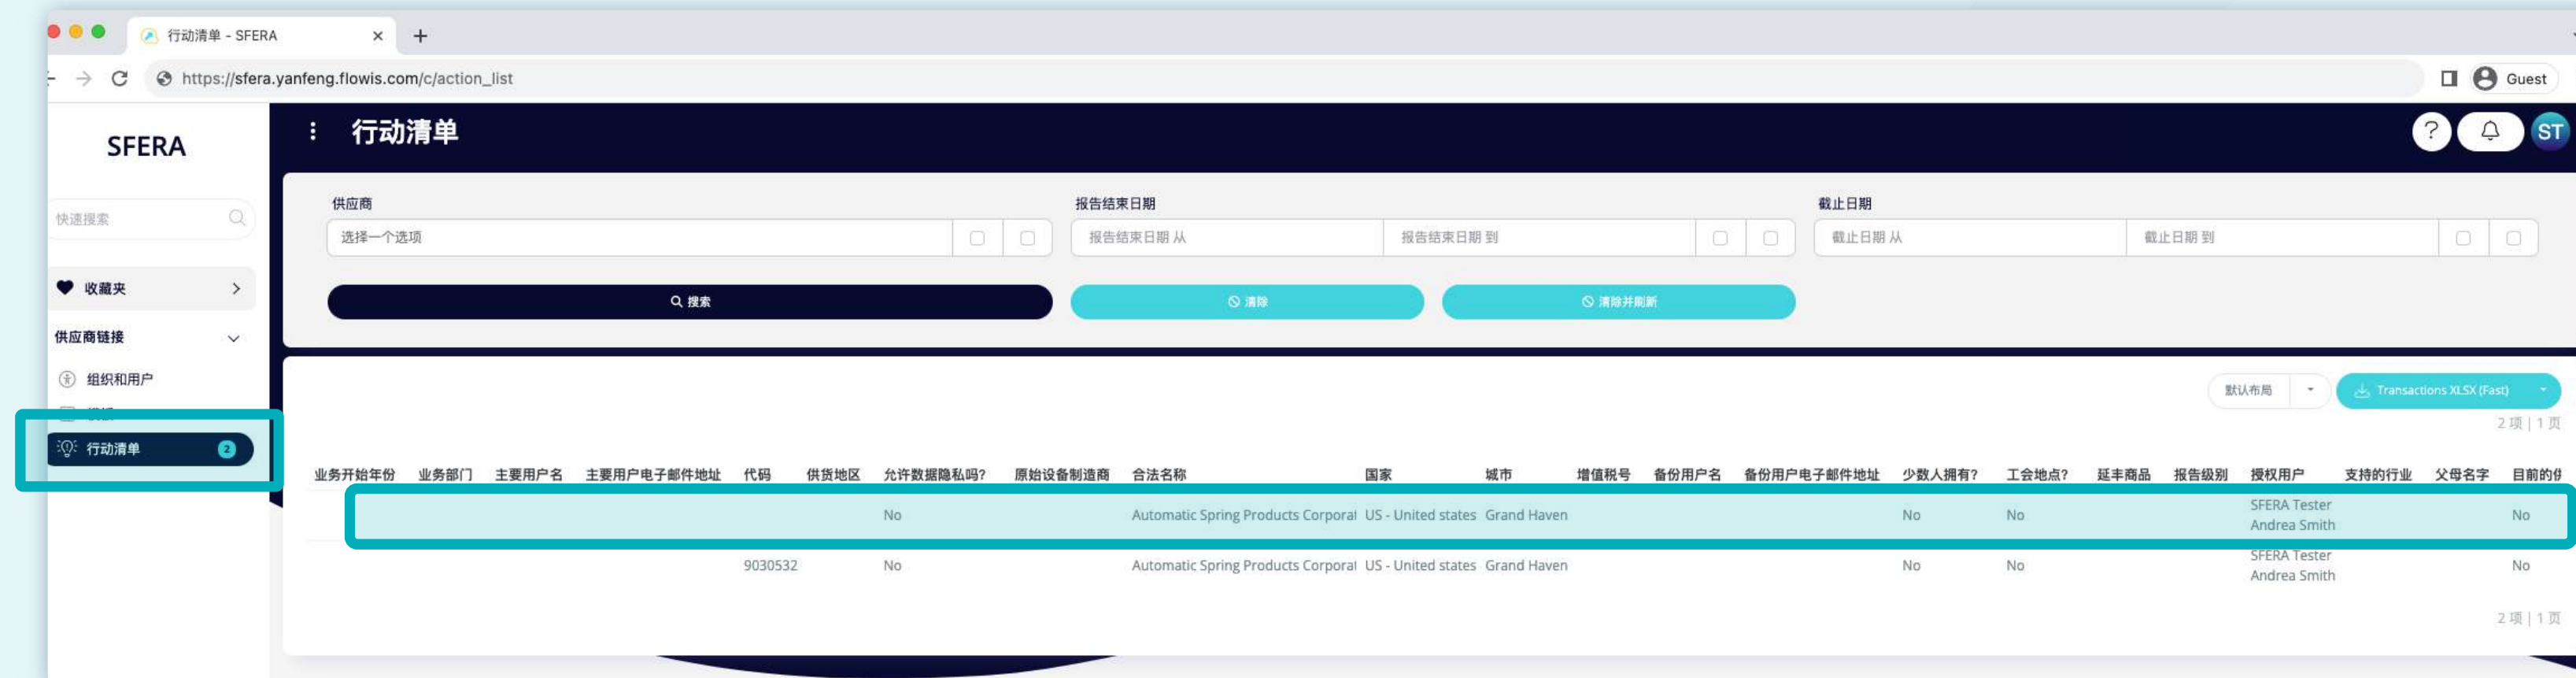 行动清单 - SFERA
https://sfera.yanfeng.flowis.com/c/action_list
Guest
SFERA
行动清单
?
ST
快速搜索
收藏夹
供应商链接
组织和用户
行动清单 2
供应商 报告结束日期 截止日期
选择一个选项 报告结束日期 从 报告结束日期 到 截止日期 从 截止日期 到
搜索 清除 清除并刷新
默认布局 Transactions XLSX (Fast)
2 项 | 1 页
业务开始年份 业务部门 主要用户名 主要用户电子邮件地址 代码 供货地区 允许数据隐私吗? 原始设备制造商 合法名称 国家 城市 增值税号 备份用户名 备份用户电子邮件地址 少数人拥有? 工会地点? 延丰商品 报告级别 授权用户 支持的行业 父母名字 目前的
No Automatic Spring Products Corporat US - United states Grand Haven No No SFERA Tester No
Andrea Smith
9030532 No Automatic Spring Products Corporat US - United states Grand Haven No No SFERA Tester No
Andrea Smith
2 项 | 1 页